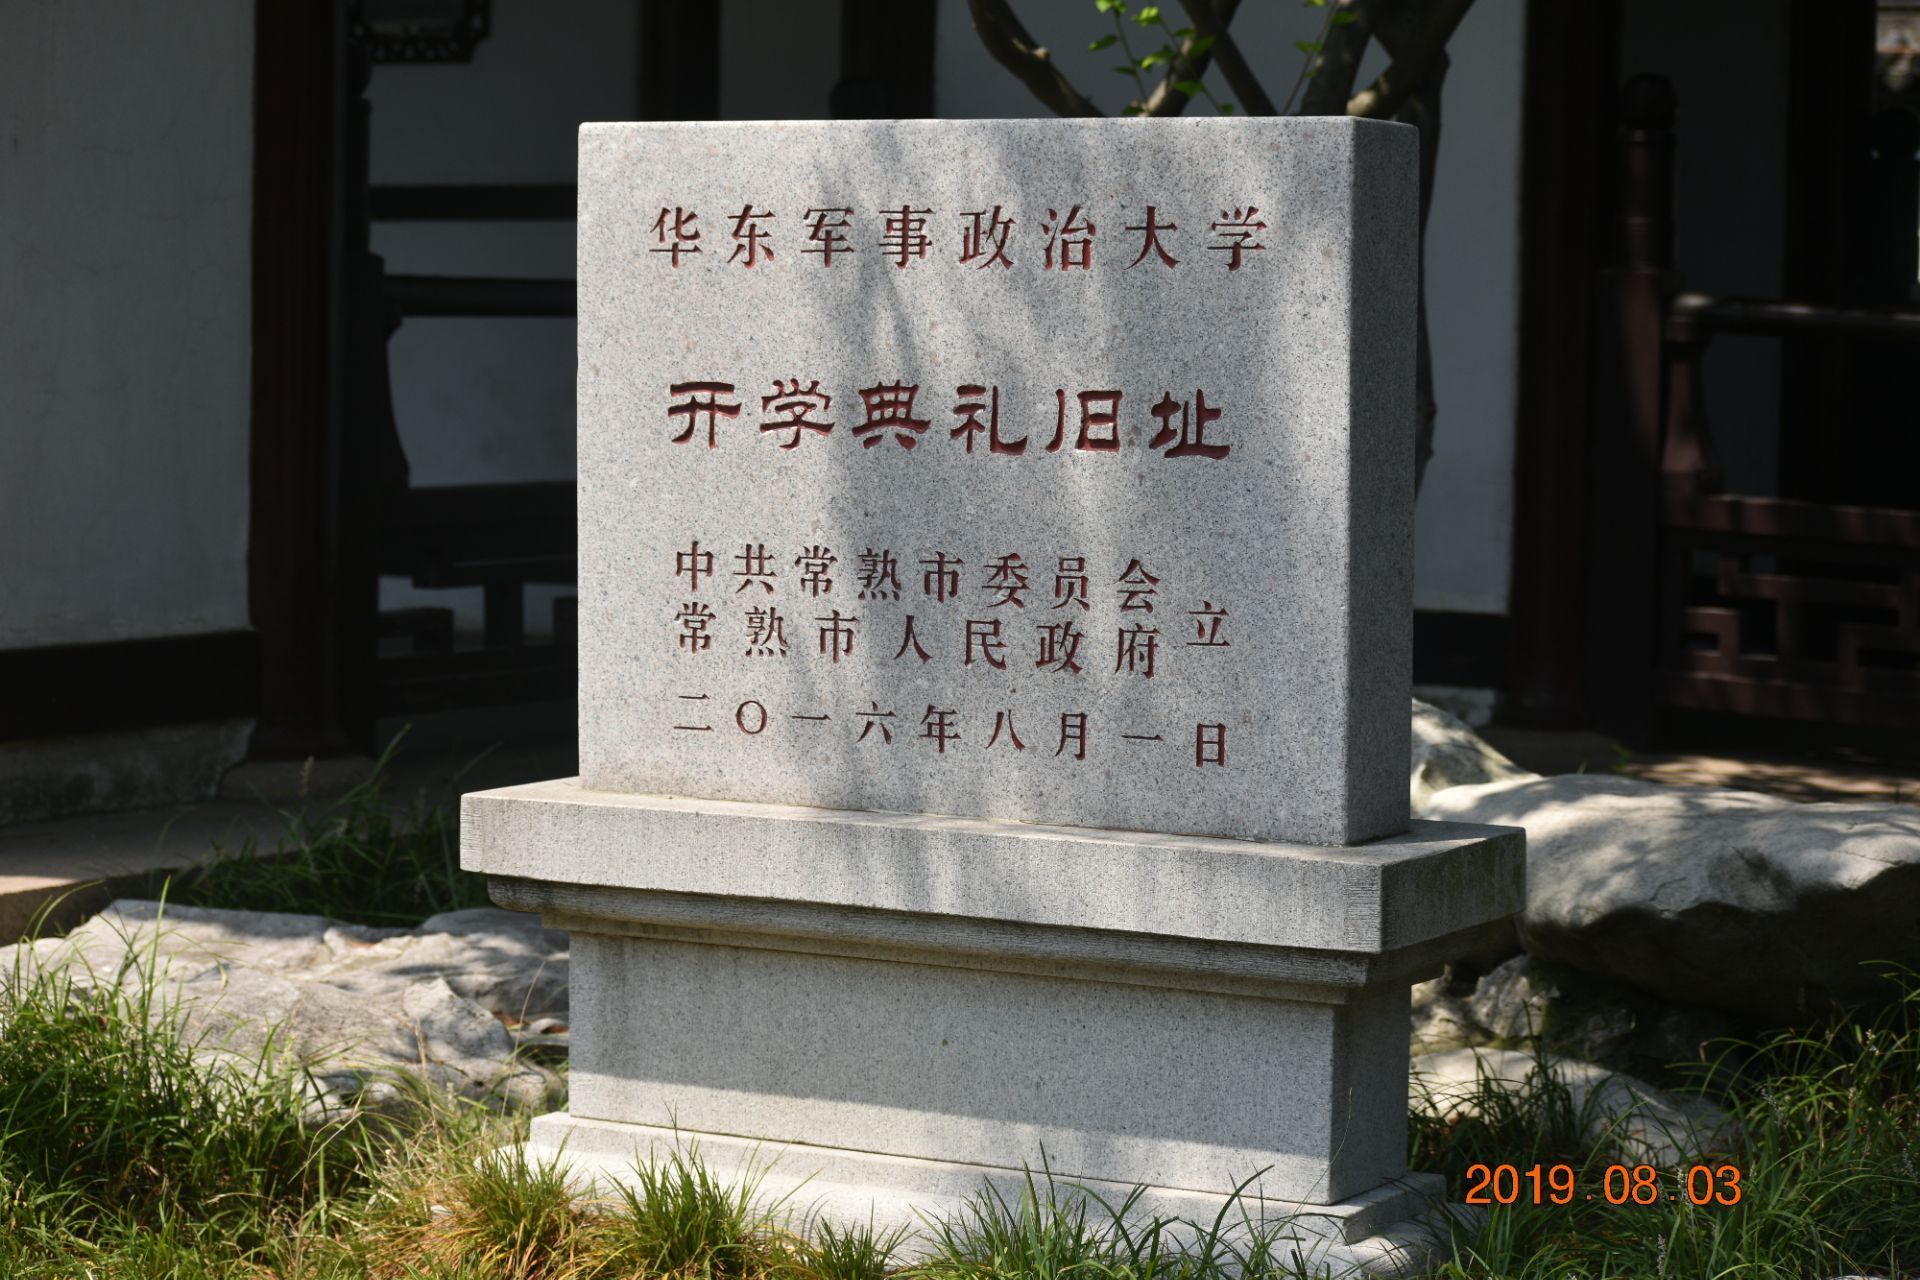 华东军事政治大学
开学典礼旧址
中共常熟市委员会
常熟市人民政府
立
二〇一六年八月一日
2019.08.03